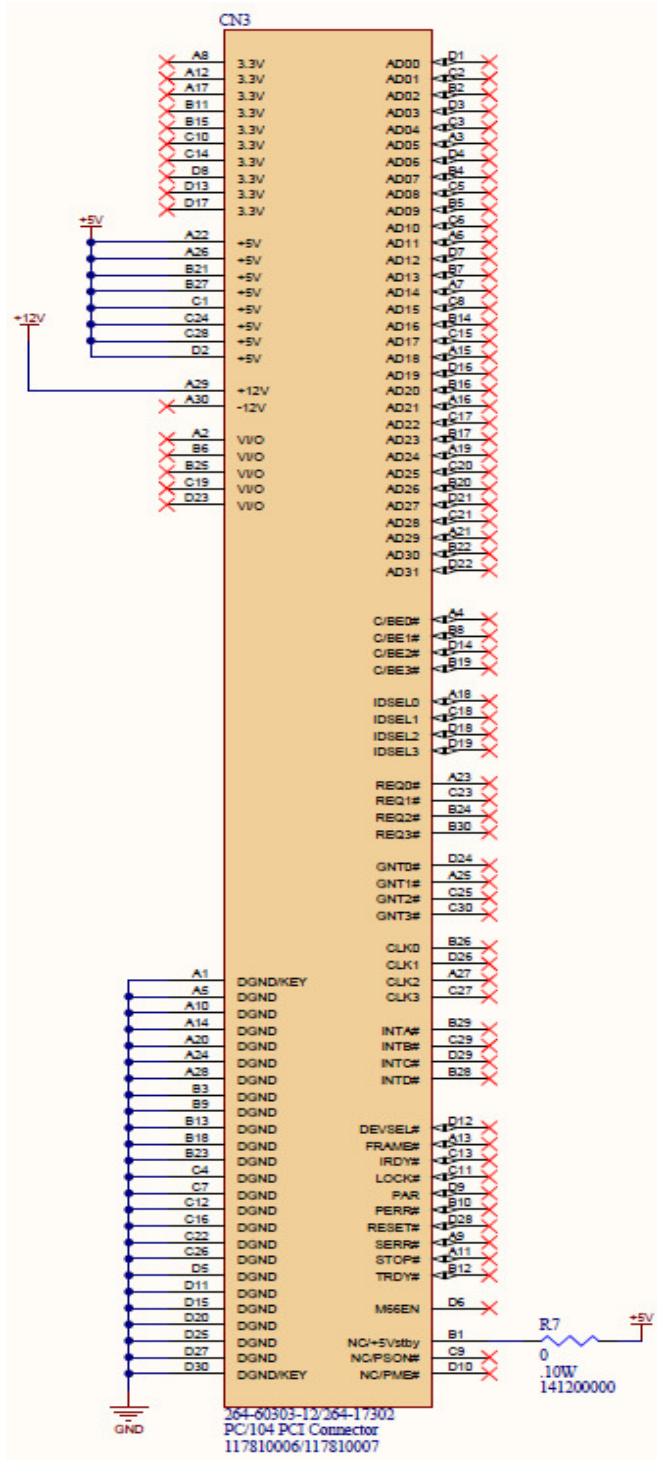 CN3
A8 3.3V AD00 D1
A12 3.3V AD01 C2
A17 3.3V AD02 B2
B11 3.3V AD03 D3
B15 3.3V AD04 C3
C10 3.3V AD05 A3
C14 3.3V AD06 D4
D8 3.3V AD07 B4
D13 3.3V AD08 C5
D17 3.3V AD09 B5
+5V AD10 C6
A22 +5V AD11 A6
A26 +5V AD12 D7
B21 +5V AD13 B7
B27 +5V AD14 A7
C1 +5V AD15 C8
+12V C24 +5V AD16 B14
C28 +5V AD17 C15
D2 +5V AD18 A15
AD19 D16
A29 +12V AD20 B16
A30 -12V AD21 A16
AD22 C17
A2 VI/O AD23 B17
B6 VI/O AD24 A19
B25 VI/O AD25 C20
C19 VI/O AD26 B20
D23 VI/O AD27 D21
AD28 C21
AD29 A21
AD30 B22
AD31 D22
C/BE0# A4
C/BE1# B8
C/BE2# D14
C/BE3# B19
IDSEL0 A18
IDSEL1 C18
IDSEL2 D18
IDSEL3 D19
REQ0# A23
REQ1# C23
REQ2# B24
REQ3# B30
GNT0# D24
GNT1# A25
GNT2# C25
GNT3# C30
CLK0 B26
CLK1 D26
A1 DGND/KEY CLK2 A27
A5 DGND CLK3 C27
A10 DGND
A14 DGND INTA# B29
A20 DGND INTB# C29
A24 DGND INTC# D29
A28 DGND INTD# B28
B3 DGND
B9 DGND
B13 DGND DEVSEL# D12
B18 DGND FRAME# A13
B23 DGND IRDY# C13
C4 DGND LOCK# C11
C7 DGND PAR D9
C12 DGND PERR# B10
C16 DGND RESET# D28
C22 DGND SERR# A9
C26 DGND STOP# A11
D5 DGND TRDY# B12
D11 DGND
D15 DGND M66EN D6
D20 DGND
D25 DGND NC/+5Vstby B1 R7 +5V
D27 DGND NC/PSON# C9 0
D30 DGND/KEY NC/PME# D10 .10W
141200000
GND
264-60303-12/264-17302
PC/104 PCI Connector
117810006/117810007